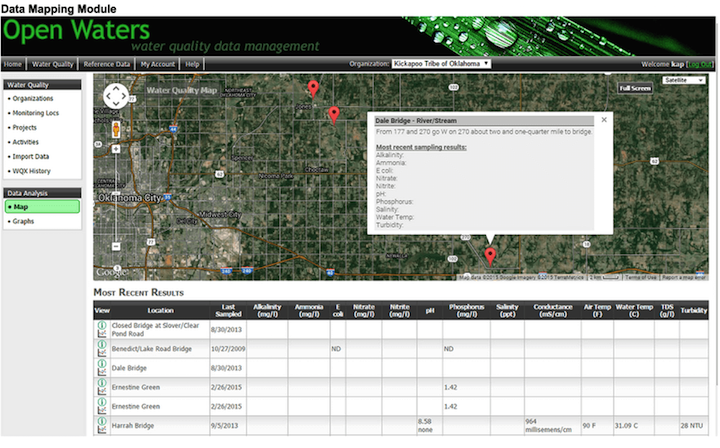 Data Mapping Module
Open Waters
water quality data management
Home Water Quality Reference Data My Account Help Organization: Kickapoo Tribe of Oklahoma Welcome kap [Log Out]
Water Quality
Organizations
Monitoring Locs
Projects
Activities
Import Data
WQX History
Data Analysis
Map
Graphs
Water Quality Map
Satellite
Full Screen
Jones
Spencer
Nicoma Park
Choctaw
Oklahoma City
Midwest City
Del City
Newalla
Dale Bridge - River/Stream
From 177 and 270 go W on 270 about two and one-quarter mile to bridge.
Most recent sampling results:
Alkalinity:
Ammonia:
E coli:
Nitrate:
Nitrite:
pH:
Phosphorus:
Salinity:
Water Temp:
Turbidity:
Google
Map data ©2015 Google Imagery ©2015 TerraMetrics 2 km Terms of Use Report a map error
Most Recent Results
View Location Last Sampled Alkalinity (mg/l) Ammonia (mg/l) E coli Nitrate (mg/l) Nitrite (mg/l) pH Phosphorus (mg/l) Salinity (ppt) Conductance (mS/cm) Air Temp (F) Water Temp (C) TDS (g/l) Turbidity
Closed Bridge at Slover/Clear Pond Road 8/30/2013
Benedict/Lake Road Bridge 10/27/2009 ND ND
Dale Bridge 8/30/2013
Ernestine Green 2/26/2015 1.42
Ernestine Green 2/26/2015 1.42
Harrah Bridge 9/5/2013 8.58 none 964 millisemens/cm 90 F 31.09 C 28 NTU